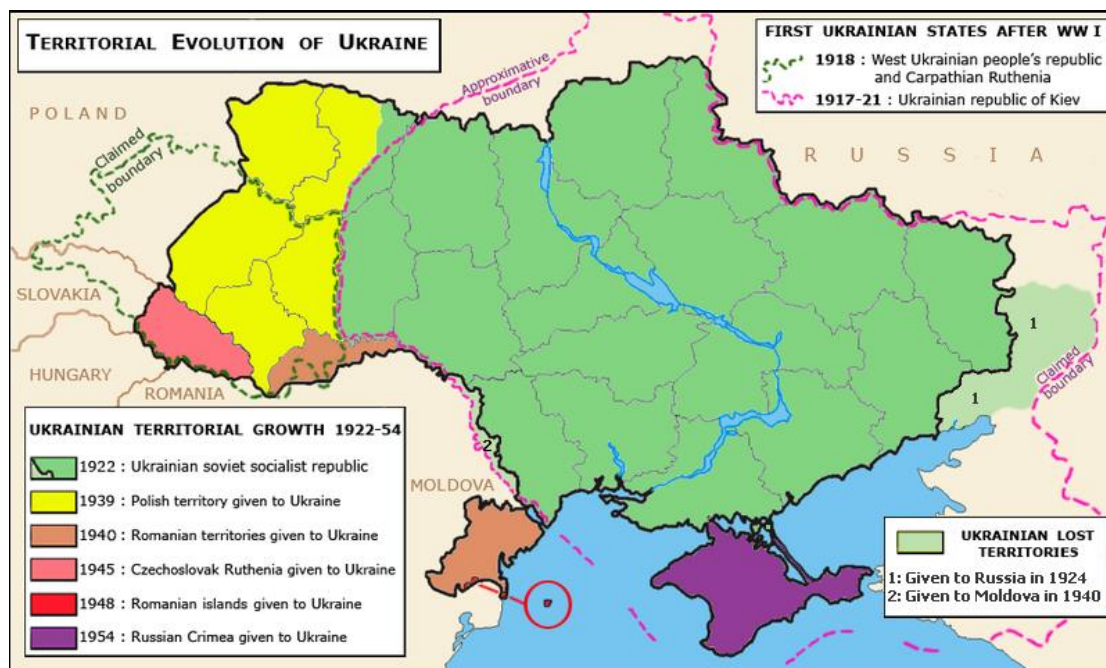 TERRITORIAL EVOLUTION OF UKRAINE
FIRST UKRAINIAN STATES AFTER WW I
1918 : West Ukrainian people's republic
and Carpathian Ruthenia
1917-21 : Ukrainian republic of Kiev
Approximative
boundary
POLAND
Claimed
boundary
RUSSIA
SLOVAKIA
HUNGARY
ROMANIA
MOLDOVA
2
1
1
Claimed
boundary
UKRAINIAN TERRITORIAL GROWTH 1922-54
1922 : Ukrainian soviet socialist republic
1939 : Polish territory given to Ukraine
1940 : Romanian territories given to Ukraine
1945 : Czechoslovak Ruthenia given to Ukraine
1948 : Romanian islands given to Ukraine
1954 : Russian Crimea given to Ukraine
UKRAINIAN LOST
TERRITORIES
1: Given to Russia in 1924
2: Given to Moldova in 1940